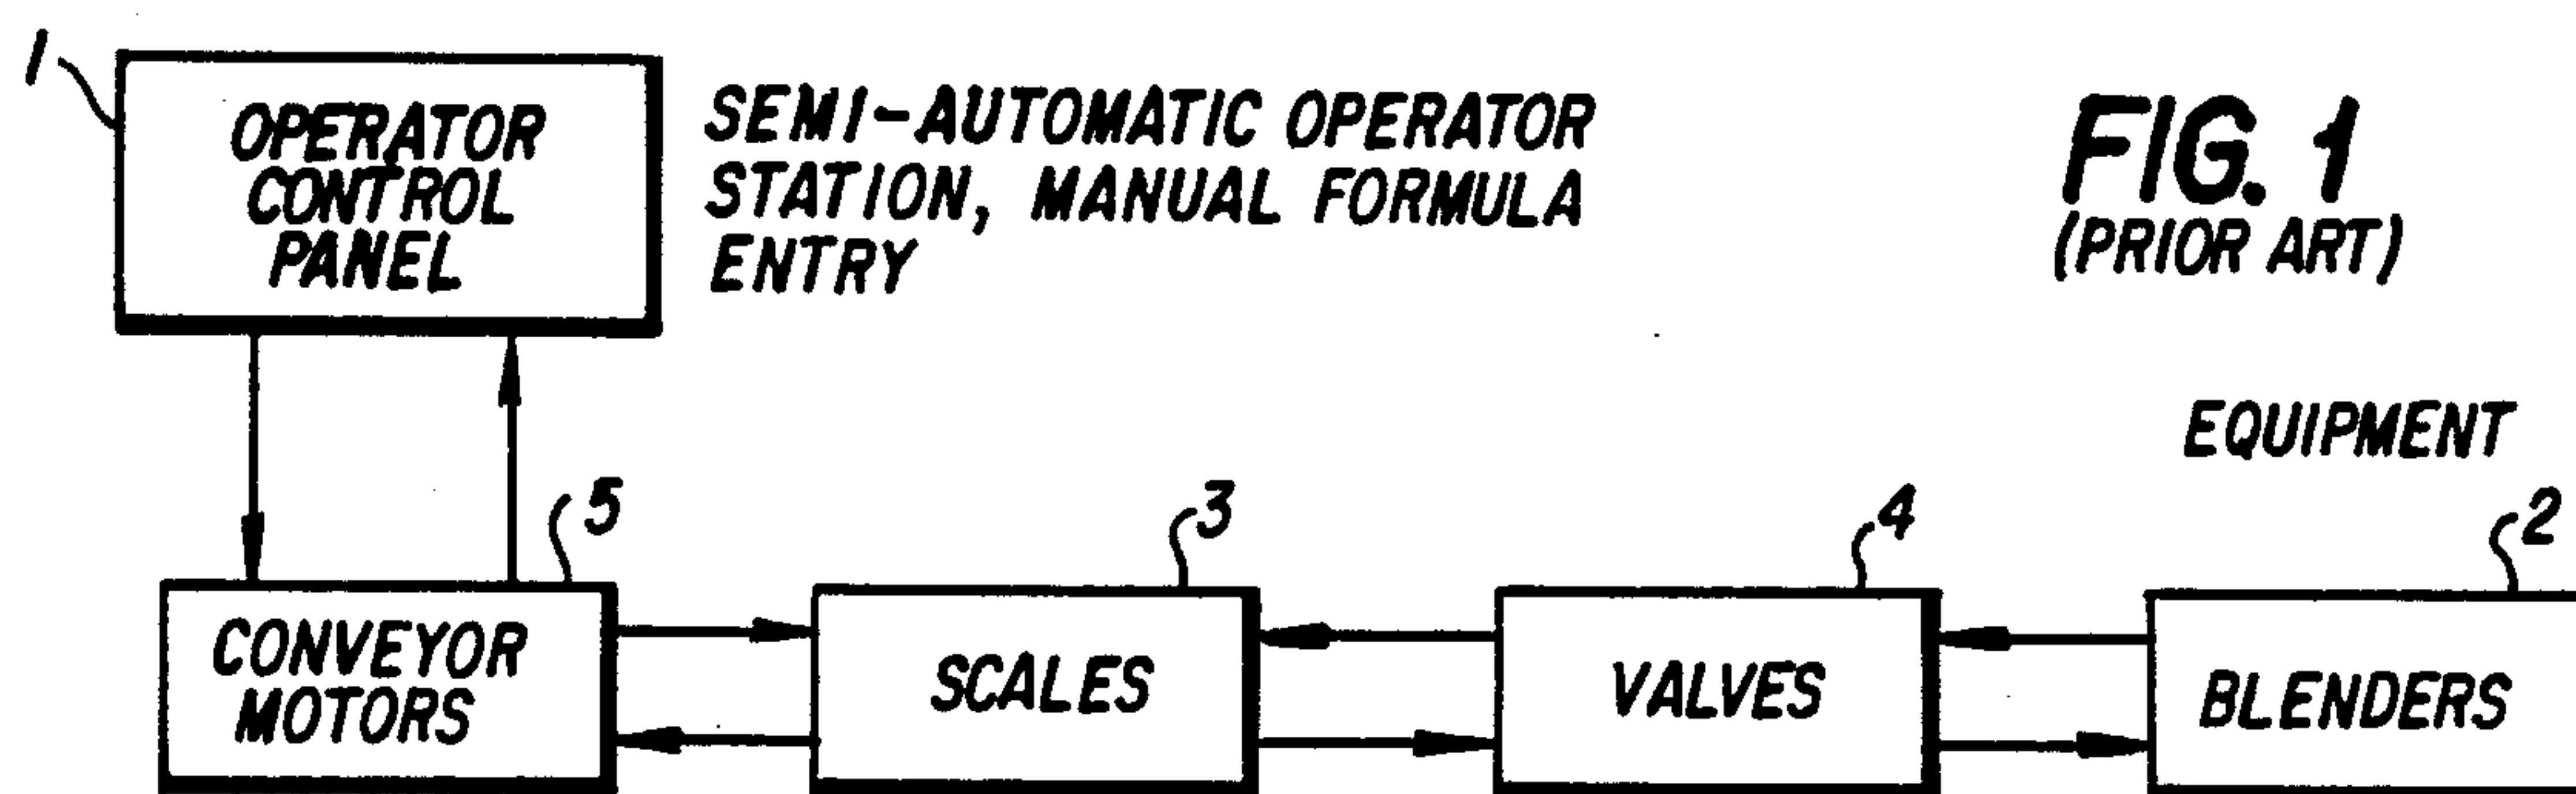 1
OPERATOR
CONTROL
PANEL
SEMI-AUTOMATIC OPERATOR
STATION, MANUAL FORMULA
ENTRY
FIG. 1
(PRIOR ART)
EQUIPMENT
5
3
4
2
CONVEYOR
MOTORS
SCALES
VALVES
BLENDERS